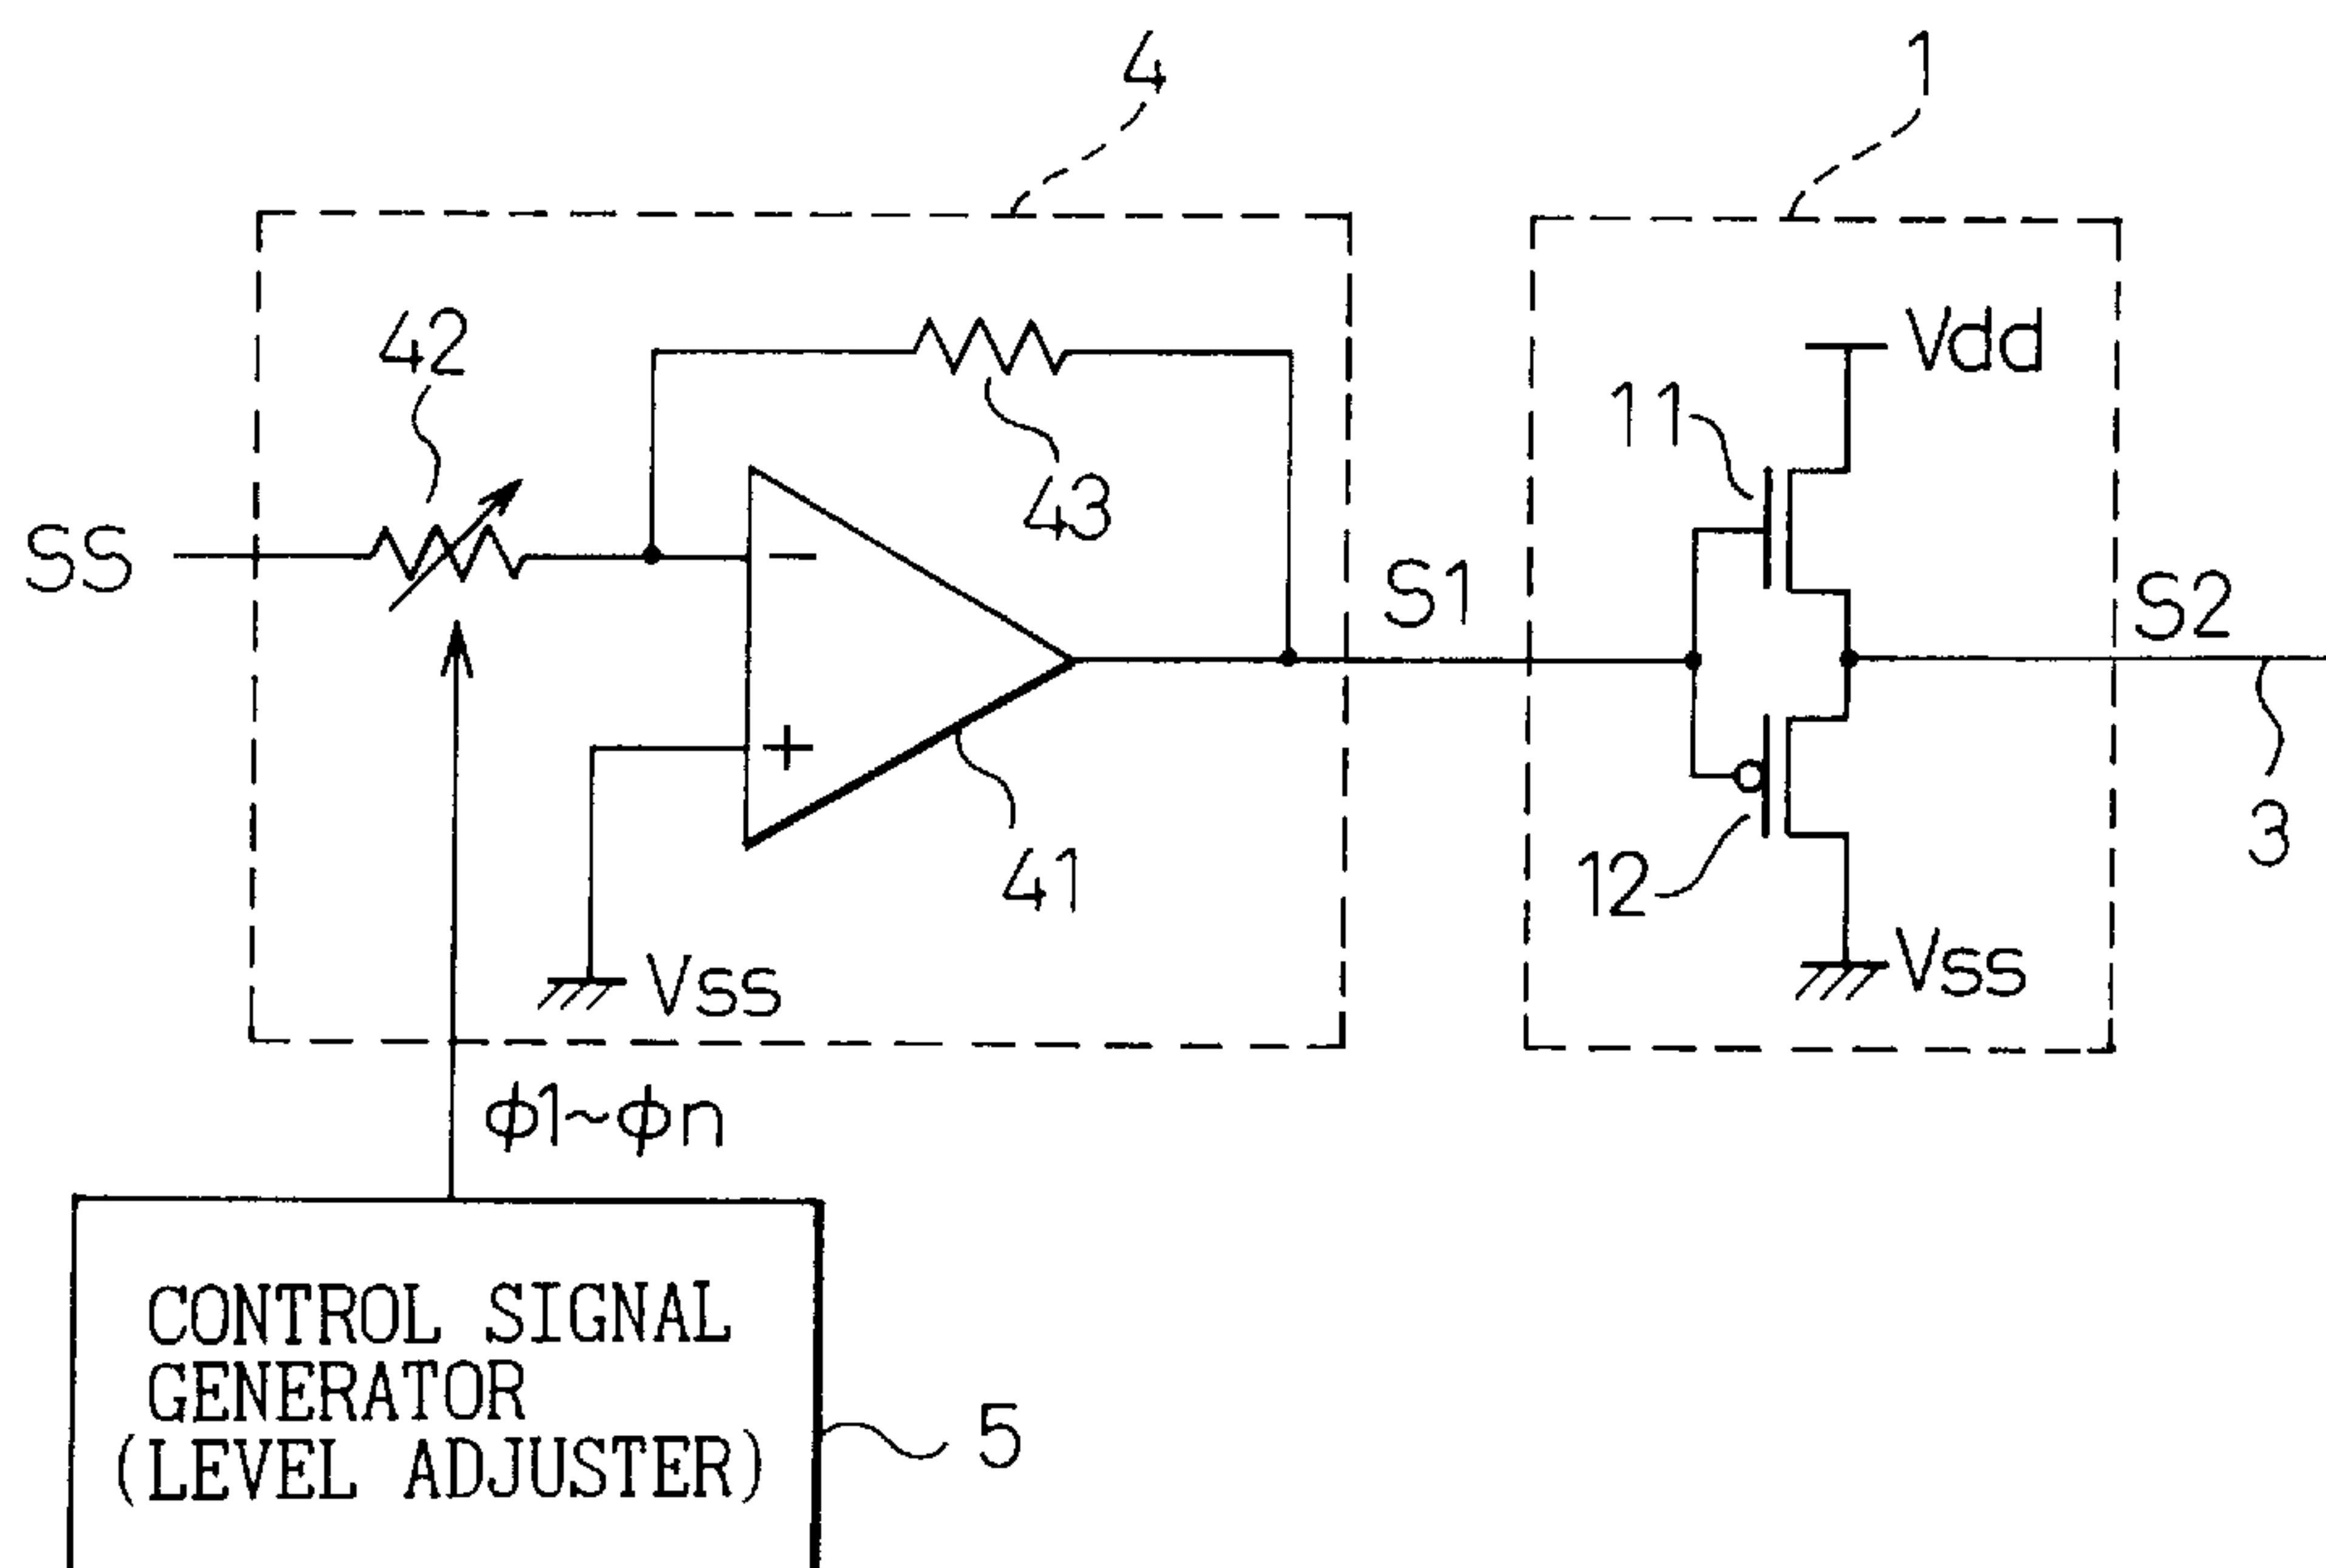 4
1
42
43
Vdd
11
SS
−
S1
S2
+
41
12
3
Vss
Vss
ϕ1~ϕn
CONTROL SIGNAL
GENERATOR
(LEVEL ADJUSTER)
5